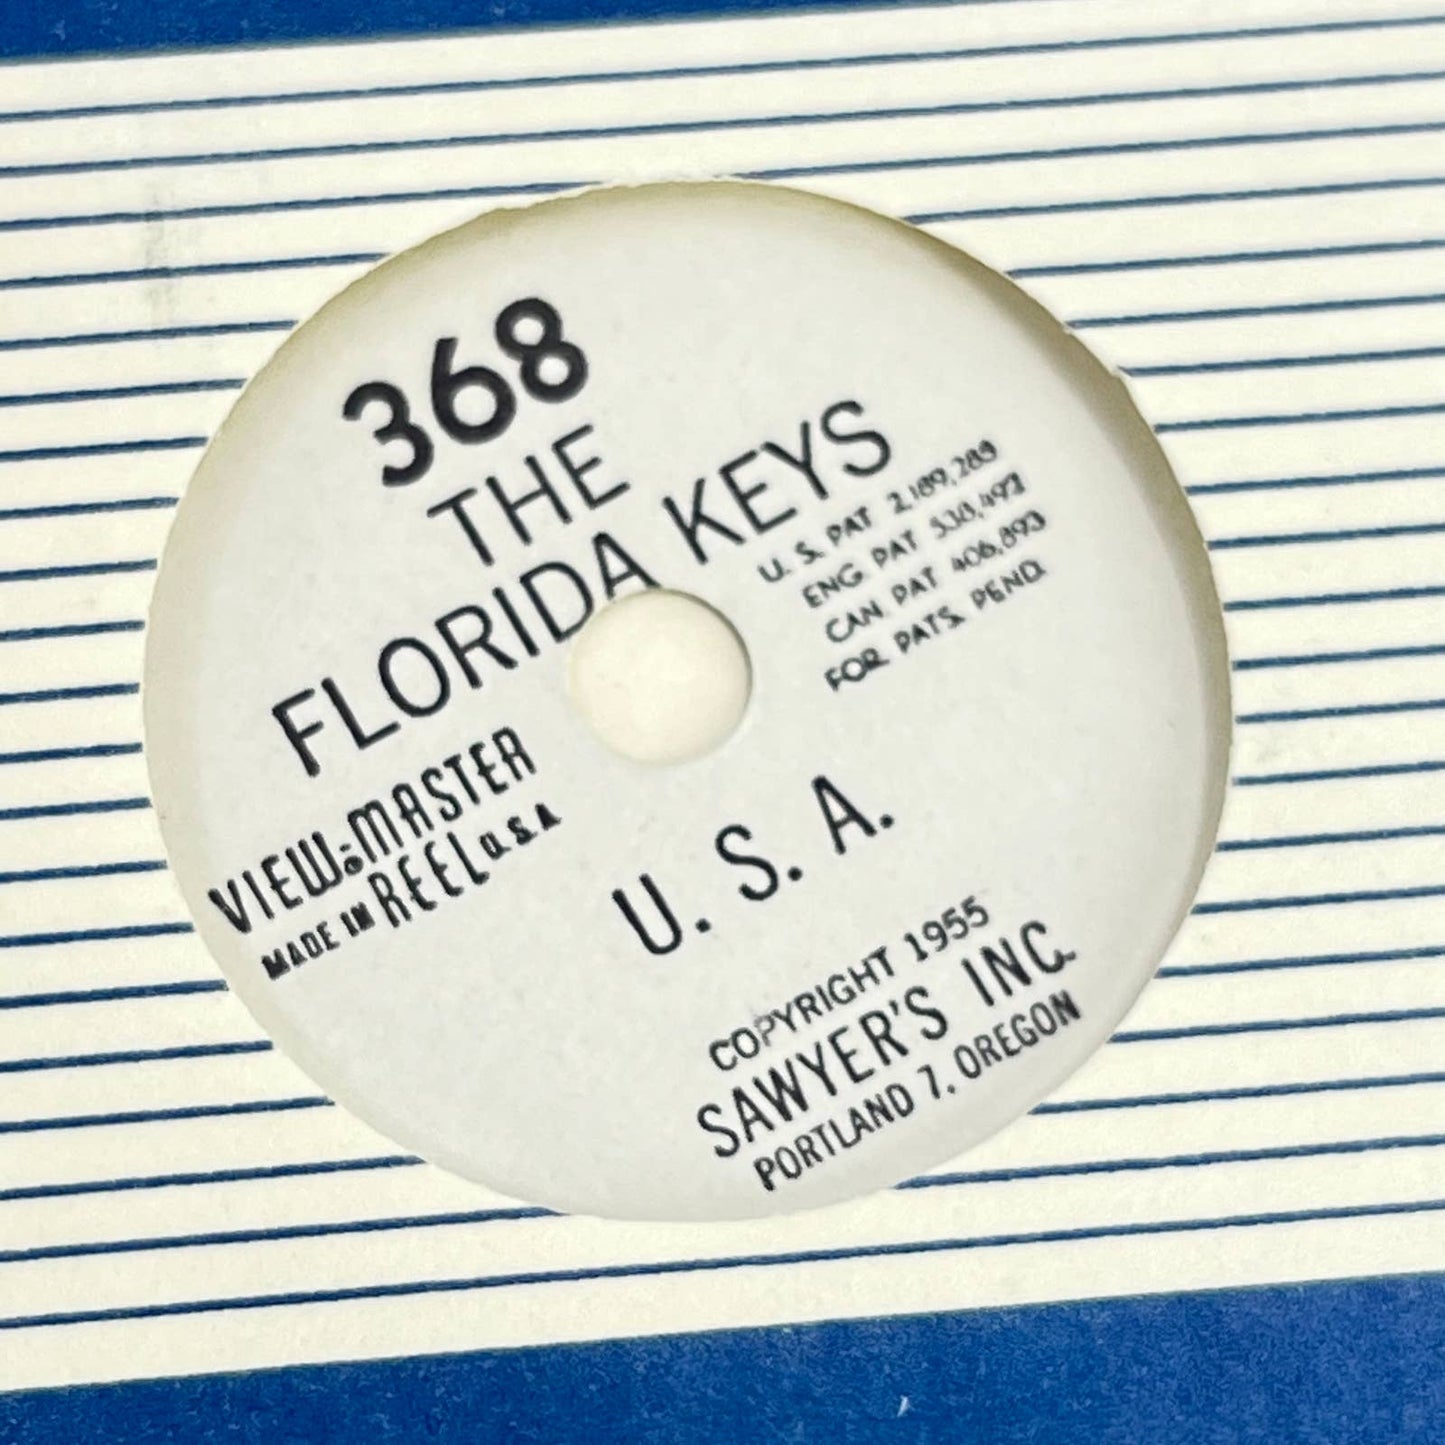 368
THE
FLORIDA KEYS
U. S. PAT 2,189,285
ENG PAT 538,497
CAN PAT 406,893
FOR PATS. PEND.
VIEW-MASTER
MADE IN REEL U.S.A
U. S. A.
COPYRIGHT 1955
SAWYER'S INC.
PORTLAND 7, OREGON